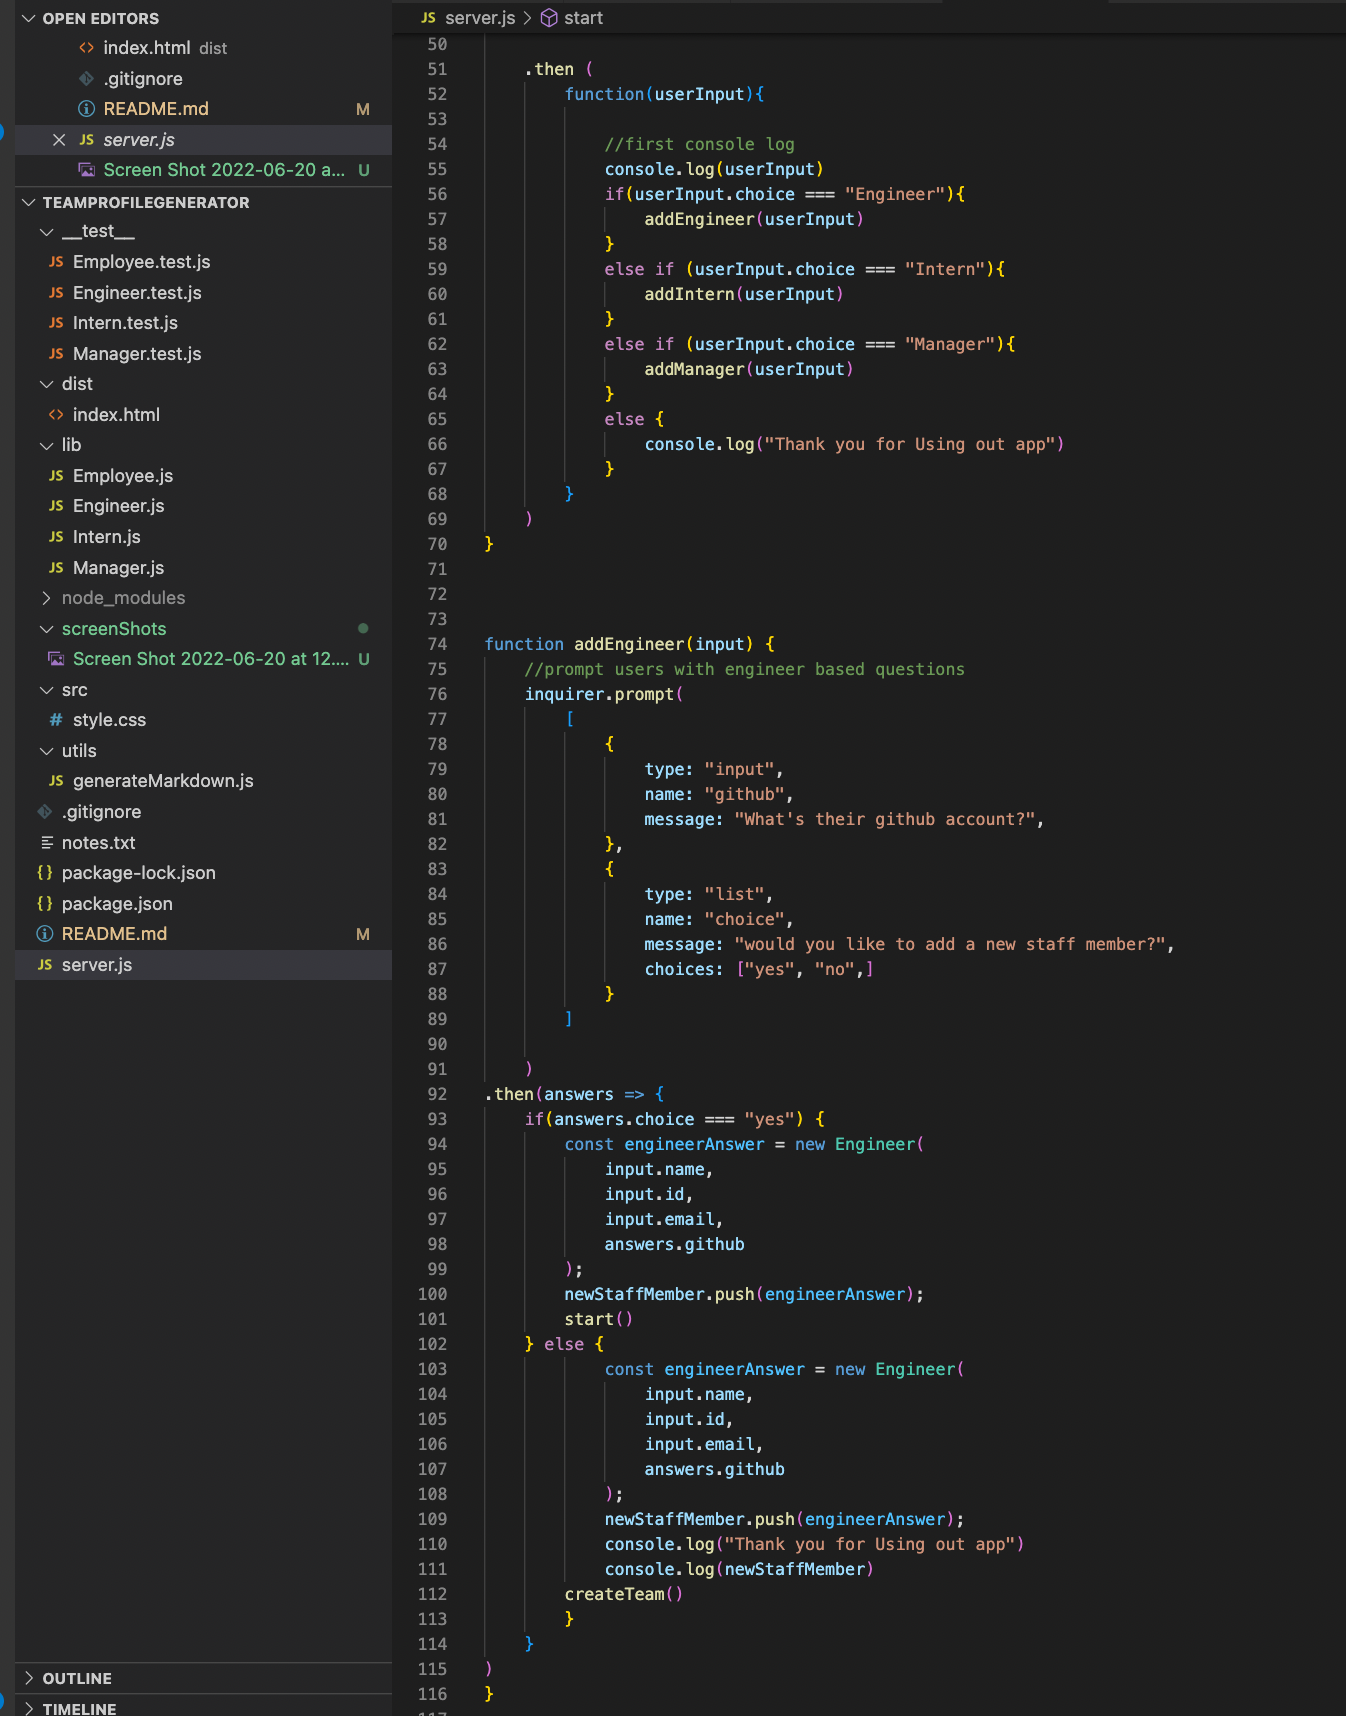 OPEN EDITORS
index.html dist
.gitignore
README.md M
server.js
Screen Shot 2022-06-20 a... U
TEAMPROFILEGENERATOR
__test__
JS Employee.test.js
JS Engineer.test.js
JS Intern.test.js
JS Manager.test.js
dist
<> index.html
lib
JS Employee.js
JS Engineer.js
JS Intern.js
JS Manager.js
node_modules
screenShots
Screen Shot 2022-06-20 at 12.... U
src
# style.css
utils
JS generateMarkdown.js
.gitignore
notes.txt
{} package-lock.json
{} package.json
README.md M
JS server.js
OUTLINE
TIMELINE
JS server.js > start
50
51 .then (
52 function(userInput){
53
54 //first console log
55 console.log(userInput)
56 if(userInput.choice === "Engineer"){
57 addEngineer(userInput)
58 }
59 else if (userInput.choice === "Intern"){
60 addIntern(userInput)
61 }
62 else if (userInput.choice === "Manager"){
63 addManager(userInput)
64 }
65 else {
66 console.log("Thank you for Using out app")
67 }
68 }
69 )
70 }
71
72
73
74 function addEngineer(input) {
75 //prompt users with engineer based questions
76 inquirer.prompt(
77 [
78 {
79 type: "input",
80 name: "github",
81 message: "What's their github account?",
82 },
83 {
84 type: "list",
85 name: "choice",
86 message: "would you like to add a new staff member?",
87 choices: ["yes", "no",]
88 }
89 ]
90
91 )
92 .then(answers => {
93 if(answers.choice === "yes") {
94 const engineerAnswer = new Engineer(
95 input.name,
96 input.id,
97 input.email,
98 answers.github
99 );
100 newStaffMember.push(engineerAnswer);
101 start()
102 } else {
103 const engineerAnswer = new Engineer(
104 input.name,
105 input.id,
106 input.email,
107 answers.github
108 );
109 newStaffMember.push(engineerAnswer);
110 console.log("Thank you for Using out app")
111 console.log(newStaffMember)
112 createTeam()
113 }
114 }
115 )
116 }